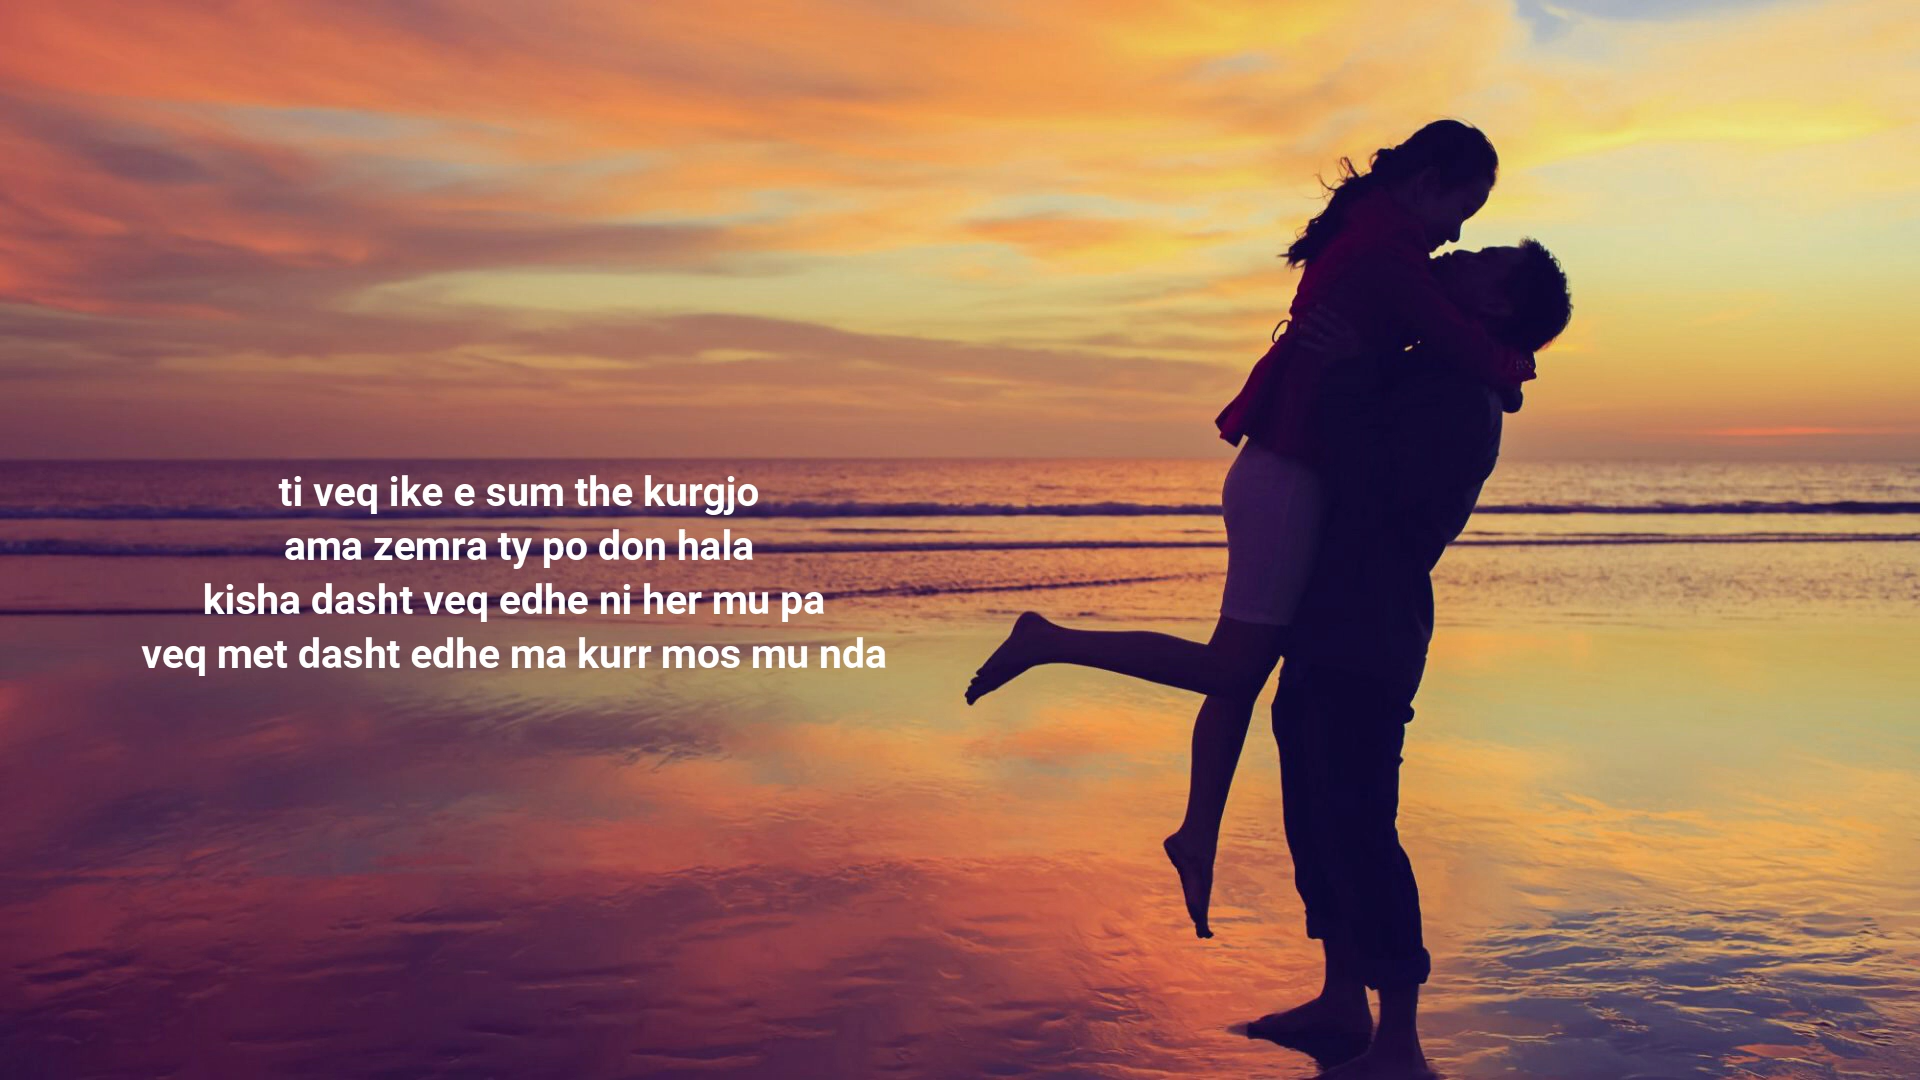 ti veq ike e sum the kurgjo
ama zemra ty po don hala
kisha dasht veq edhe ni her mu pa
veq met dasht edhe ma kurr mos mu nda